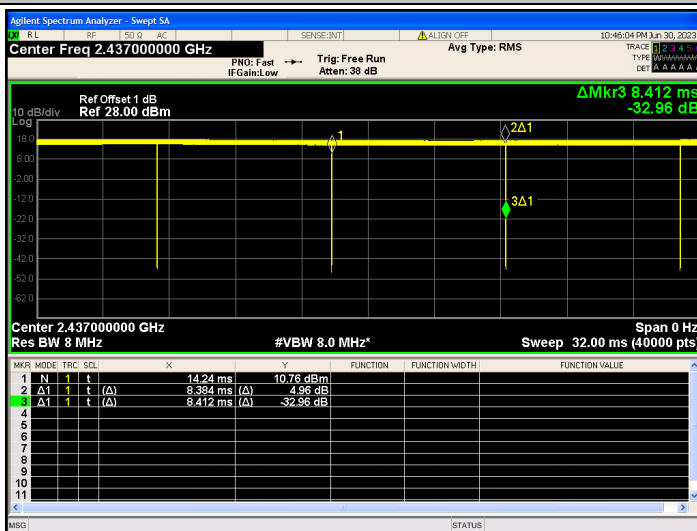 Agilent Spectrum Analyzer - Swept SA
RL RF 50 Ω AC SENSE:INT ALIGN OFF 10:46:04 PM Jun 30, 2023
Center Freq 2.437000000 GHz Avg Type: RMS TRACE 1 2 3 4 5
PNO: Fast Trig: Free Run TYPE
IFGain:Low Atten: 38 dB DET A A A A A
Ref Offset 1 dB ΔMkr3 8.412 ms
10 dB/div Ref 28.00 dBm -32.96 dB
Log
18.0
8.00
-2.00
-12.0
-22.0
-32.0
-42.0
-52.0
-62.0
1
2Δ1
3Δ1
Center 2.437000000 GHz Span 0 Hz
Res BW 8 MHz #VBW 8.0 MHz* Sweep 32.00 ms (40000 pts)
MKR MODE TRC SCL X Y FUNCTION FUNCTION WIDTH FUNCTION VALUE
1 N 1 t 14.24 ms 10.76 dBm
2 Δ1 1 t (Δ) 8.384 ms (Δ) 4.96 dB
3 Δ1 1 t (Δ) 8.412 ms (Δ) -32.96 dB
4
5
6
7
8
9
10
11
MSG STATUS